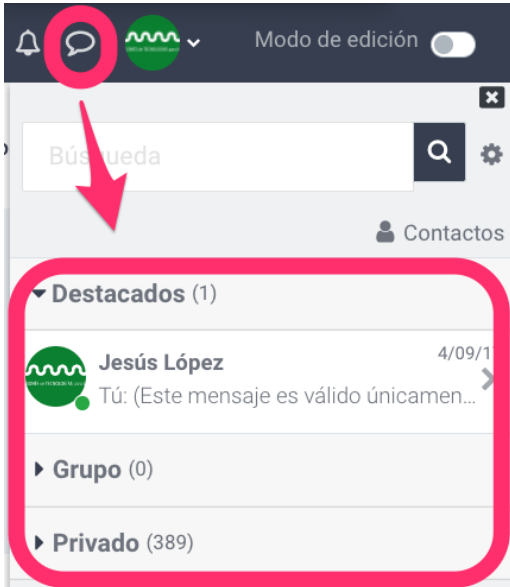 Modo de edición
Búsqueda
Contactos
Destacados (1)
Jesús López
4/09/1
Tú: (Este mensaje es válido únicamen...
Grupo (0)
Privado (389)